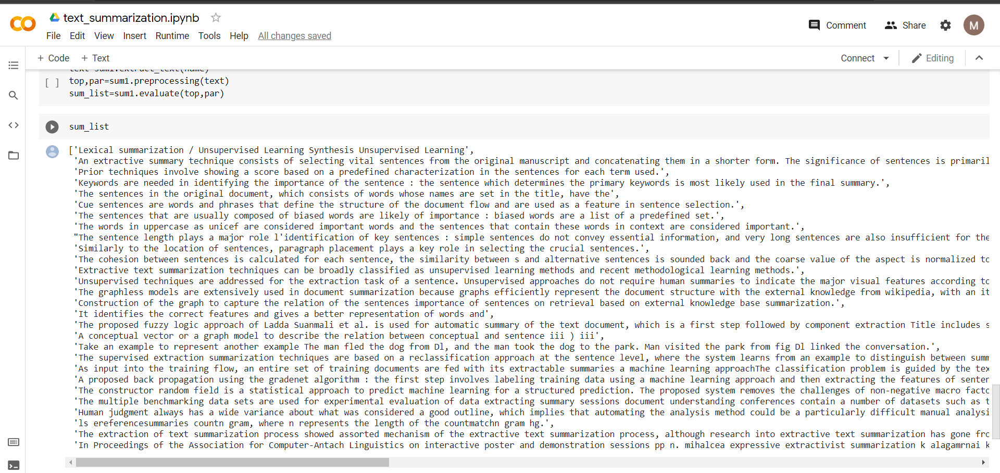 text_summarization.ipynb
File Edit View Insert Runtime Tools Help All changes saved
Comment Share M
+ Code + Text
Connect Editing
text=sum1.extract_text(name)
[ ] top,par=sum1.preprocessing(text)
sum_list=sum1.evaluate(top,par)
sum_list
['Lexical summarization / Unsupervised Learning Synthesis Unsupervised Learning',
'An extractive summary technique consists of selecting vital sentences from the original manuscript and concatenating them in a shorter form. The significance of sentences is primaril
'Prior techniques involve showing a score based on a predefined characterization in the sentences for each term used.',
'Keywords are needed in identifying the importance of the sentence : the sentence which determines the primary keywords is most likely used in the final summary.',
'The sentences in the original document, which consists of words whose names are set in the title, have the',
'Cue sentences are words and phrases that define the structure of the document flow and are used as a feature in sentence selection.',
'The sentences that are usually composed of biased words are likely of importance : biased words are a list of a predefined set.',
'The words in uppercase as unicef are considered important words and the sentences that contain these words in context are considered important.',
"The sentence length plays a major role l'identification of key sentences : simple sentences do not convey essential information, and very long sentences are also insufficient for the
'Similarly to the location of sentences, paragraph placement plays a key role in selecting the crucial sentences.',
'The cohesion between sentences is calculated for each sentence, the similarity between s and alternative sentences is sounded back and the coarse value of the aspect is normalized to
'Extractive text summarization techniques can be broadly classified as unsupervised learning methods and recent methodological learning methods.',
'Unsupervised techniques are addressed for the extraction task of a sentence. Unsupervised approaches do not require human summaries to indicate the major visual features according to
'The graphless models are extensively used in document summarization because graphs efficiently represent the document structure with the external knowledge from wikipedia, with an it
'Construction of the graph to capture the relation of the sentences importance of sentences on retrieval based on external knowledge base summarization.',
'It identifies the correct features and gives a better representation of words and',
'The proposed fuzzy logic approach of Ladda Suanmali et al. is used for automatic summary of the text document, which is a first step followed by component extraction Title includes s
'A conceptual vector or a graph model to describe the relation between conceptual and sentence iii ) iii',
'Take an example to represent another example The man fled the dog from Dl, and the man took the dog to the park. Man visited the park from fig Dl linked the conversation.',
'The supervised extraction summarization techniques are based on a reclassification approach at the sentence level, where the system learns from an example to distinguish between summ
'As input into the training flow, an entire set of training documents are fed with its extractable summaries a machine learning approachThe classification problem is guided by the tex
'A proposed back propagation using the gradenet algorithm : the first step involves labeling training data using a machine learning approach and then extracting the features of senten
'The constructor random field is a statistical approach to predict machine learning for a structured prediction. The proposed system removes the challenges of non-negative macro facto
'The multiple benchmarking data sets are used for experimental evaluation of data extracting summary sessions document understanding conferences contain a number of datasets such as t
'Human judgment always has a wide variance about what was considered a good outline, which implies that automating the analysis method could be a particularly difficult manual analysi
'ls ereferencesummaries countn gram, where n represents the length of the countmatchn gram hg.',
'The extraction of text summarization process showed assorted mechanism of the extractive text summarization process, although research into extractive text summarization has gone fro
'In Proceedings of the Association for Computer-Antach Linguistics on interactive poster and demonstration sessions pp n. mihalcea expressive extractivist summarization k alagamrnai k